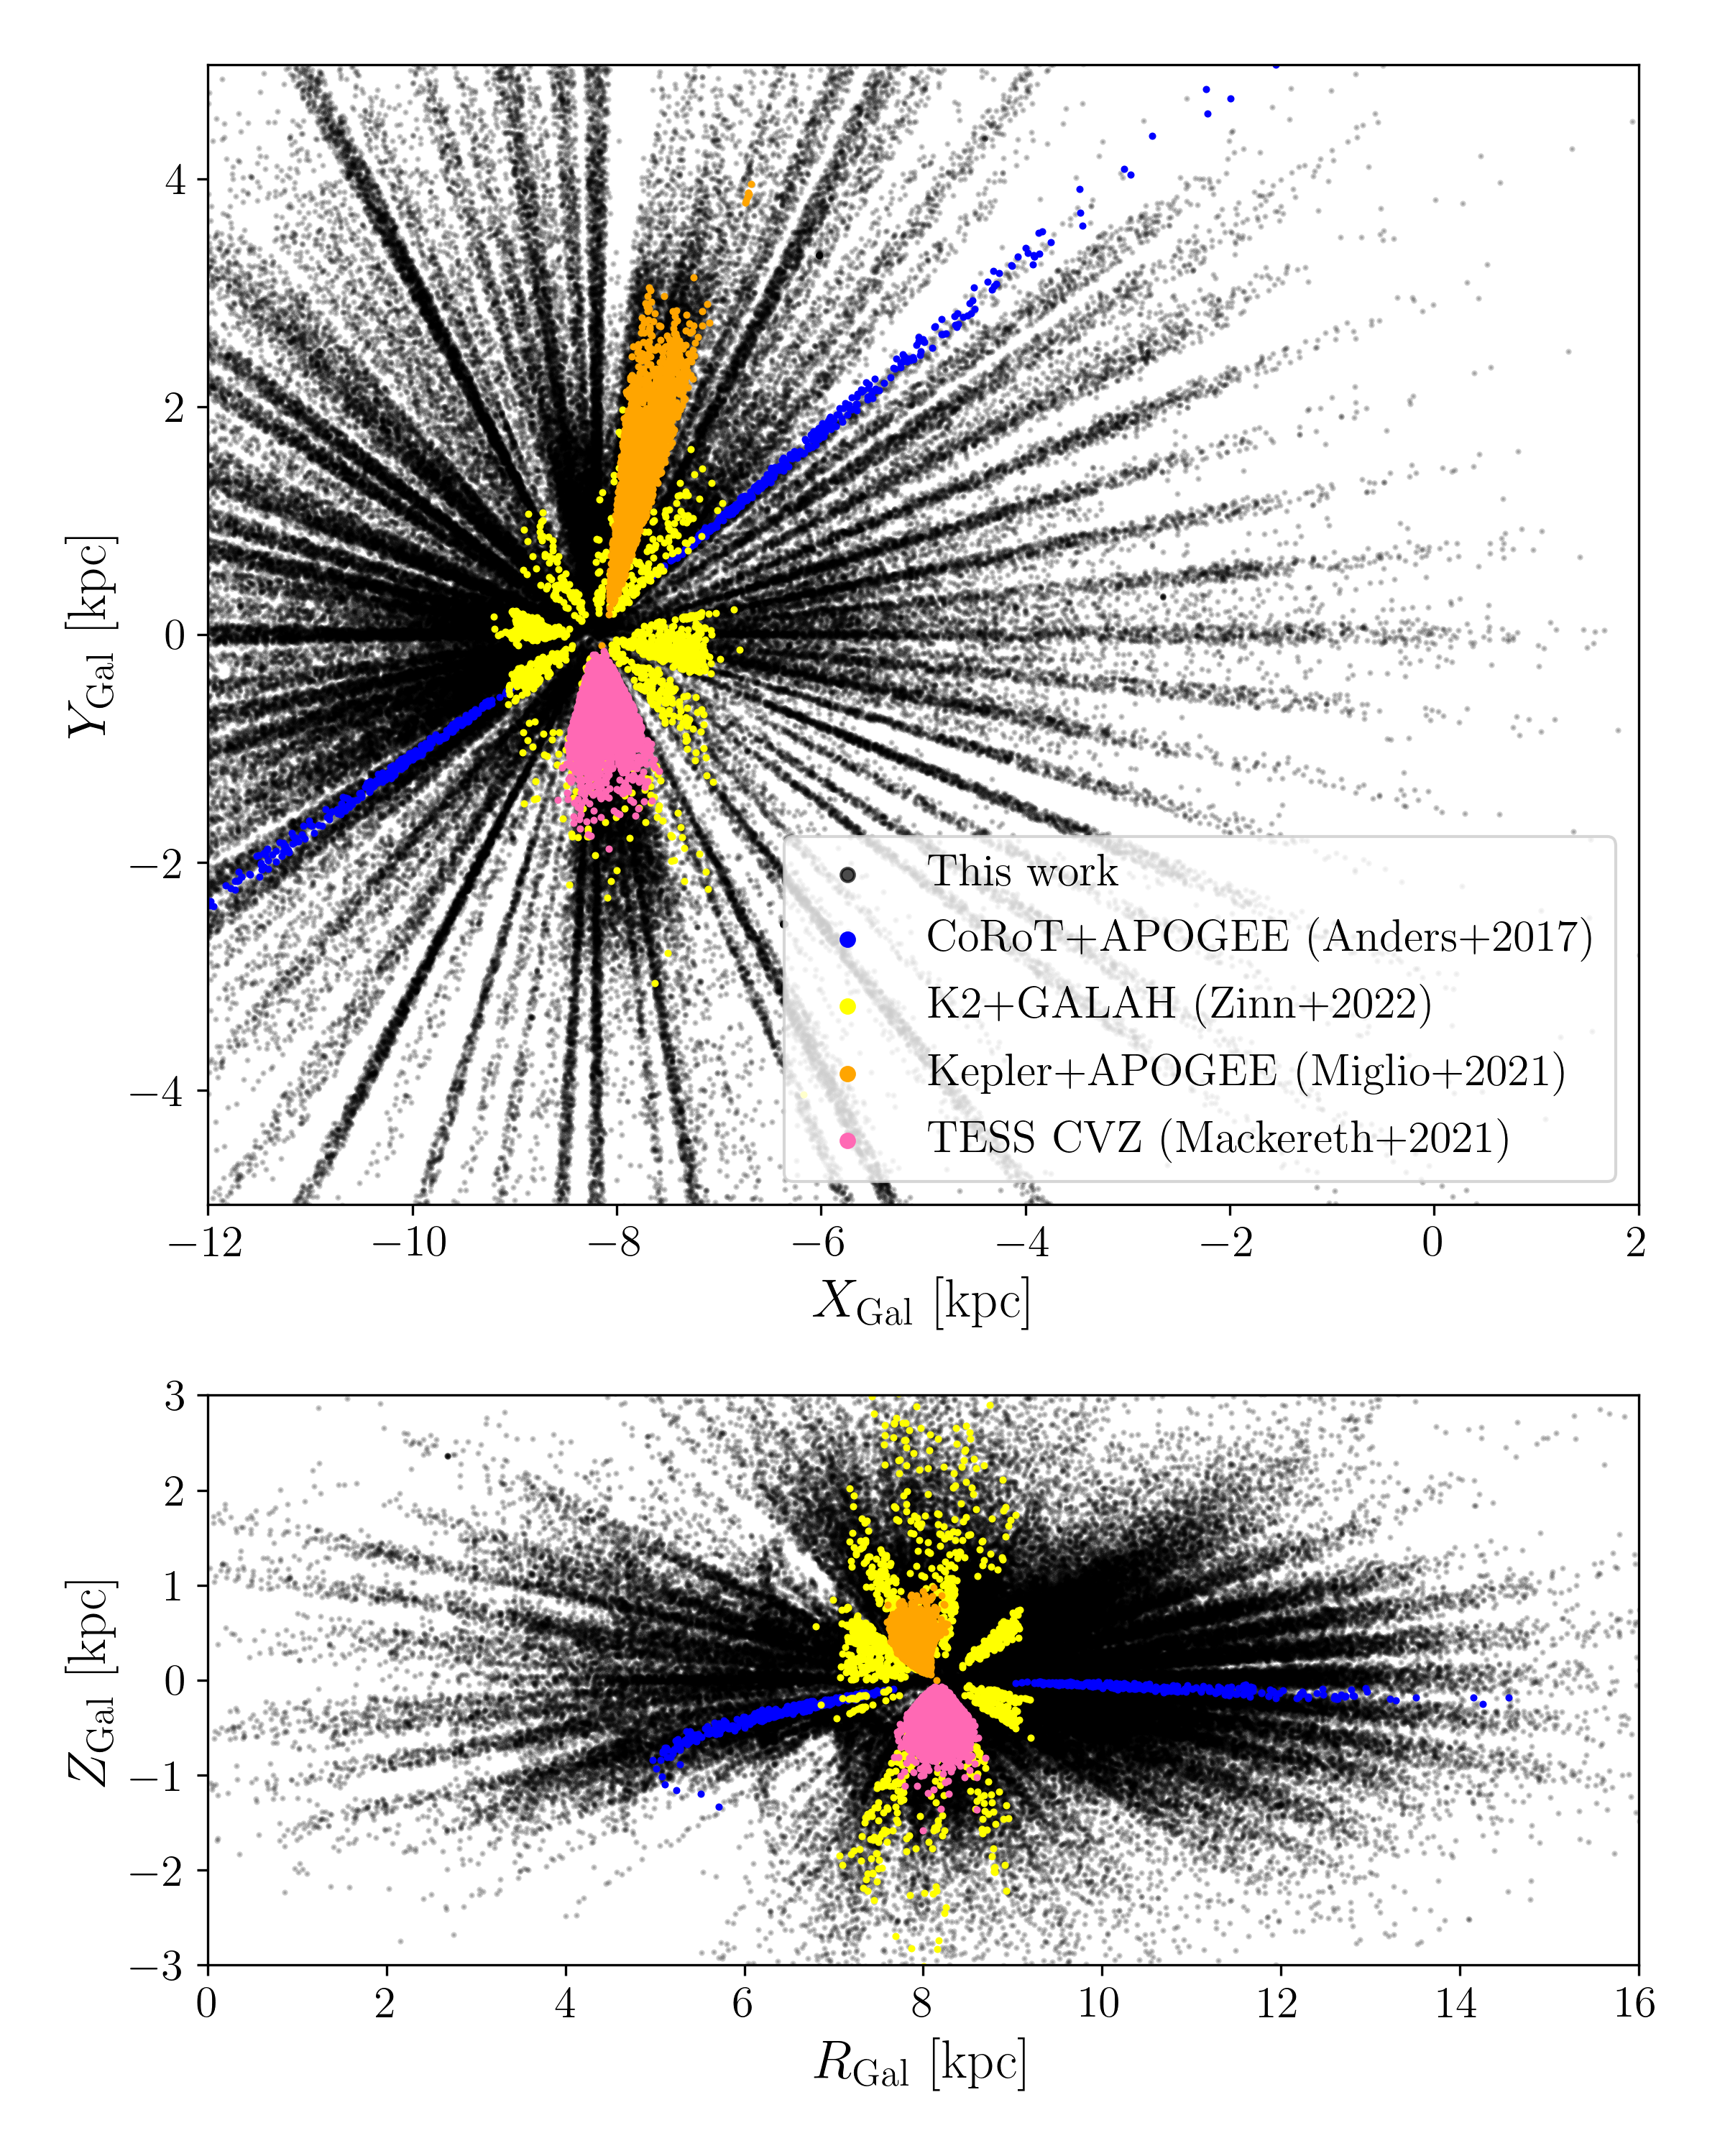 4
2
0
−2
−4
Y_Gal [kpc]
This work
CoRoT+APOGEE (Anders+2017)
K2+GALAH (Zinn+2022)
Kepler+APOGEE (Miglio+2021)
TESS CVZ (Mackereth+2021)
−12 −10 −8 −6 −4 −2 0 2
X_Gal [kpc]
3
2
1
0
−1
−2
−3
Z_Gal [kpc]
0 2 4 6 8 10 12 14 16
R_Gal [kpc]